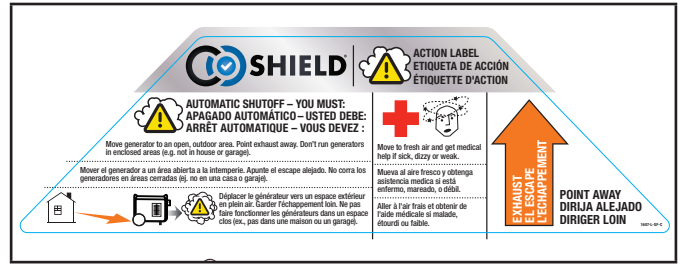 CO SHIELD®
ACTION LABEL
ETIQUETA DE ACCIÓN
ÉTIQUETTE D'ACTION
AUTOMATIC SHUTOFF – YOU MUST:
APAGADO AUTOMÁTICO – USTED DEBE:
ARRÊT AUTOMATIQUE – VOUS DEVEZ :
Move generator to an open, outdoor area. Point exhaust away. Don't run generators
in enclosed areas (e.g. not in house or garage).
Mover el generador a un área abierta a la intemperie. Apunte el escape alejado. No corra los
generadores en áreas cerradas (ej. no en una casa o garaje).
Déplacer le générateur vers un espace extérieur
en plein air. Garder l'échappement loin. Ne pas
faire fonctionner les générateurs dans un espace
clos (ex., pas dans une maison ou un garage).
Move to fresh air and get medical
help if sick, dizzy or weak.
Mueva al aire fresco y obtenga
asistencia medica si está
enfermo, mareado, o débil.
Aller à l'air frais et obtenir de
l'aide médicale si malade,
étourdi ou faible.
EXHAUST
EL ESCAPE
L'ECHAPPEMENT
POINT AWAY
DIRIJA ALEJADO
DIRIGER LOIN